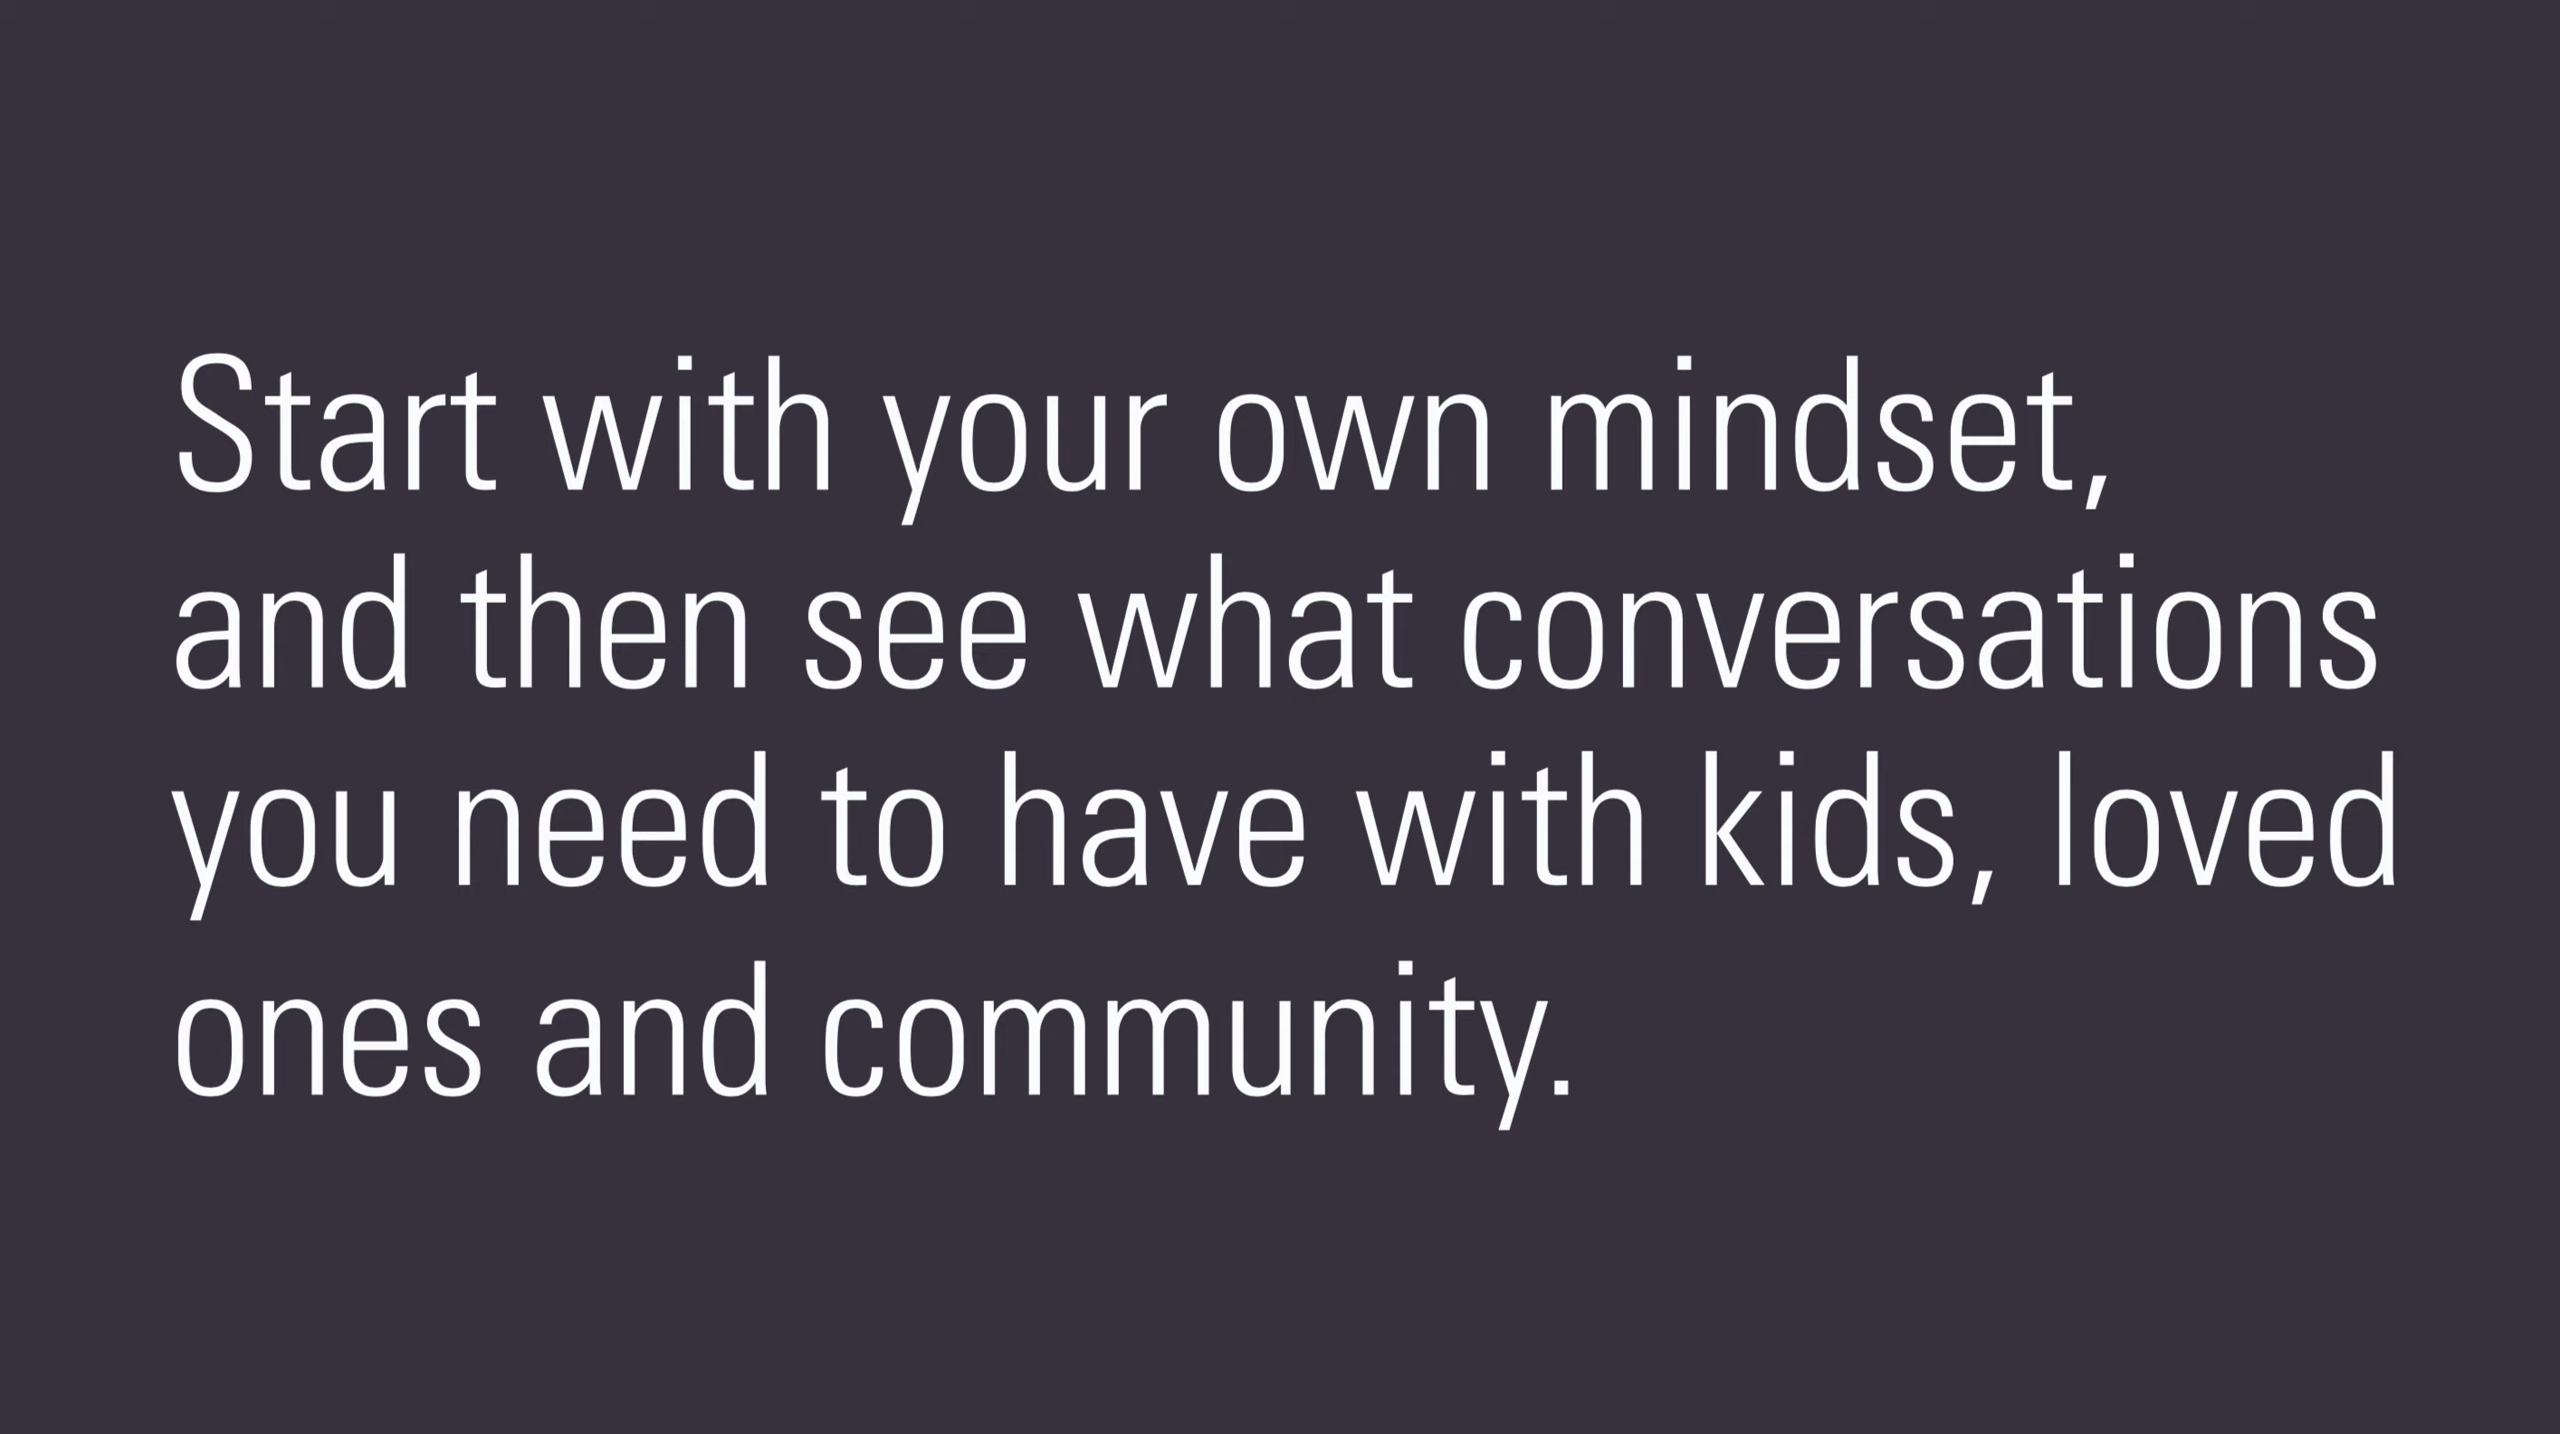 Start with your own mindset,
and then see what conversations
you need to have with kids, loved
ones and community.